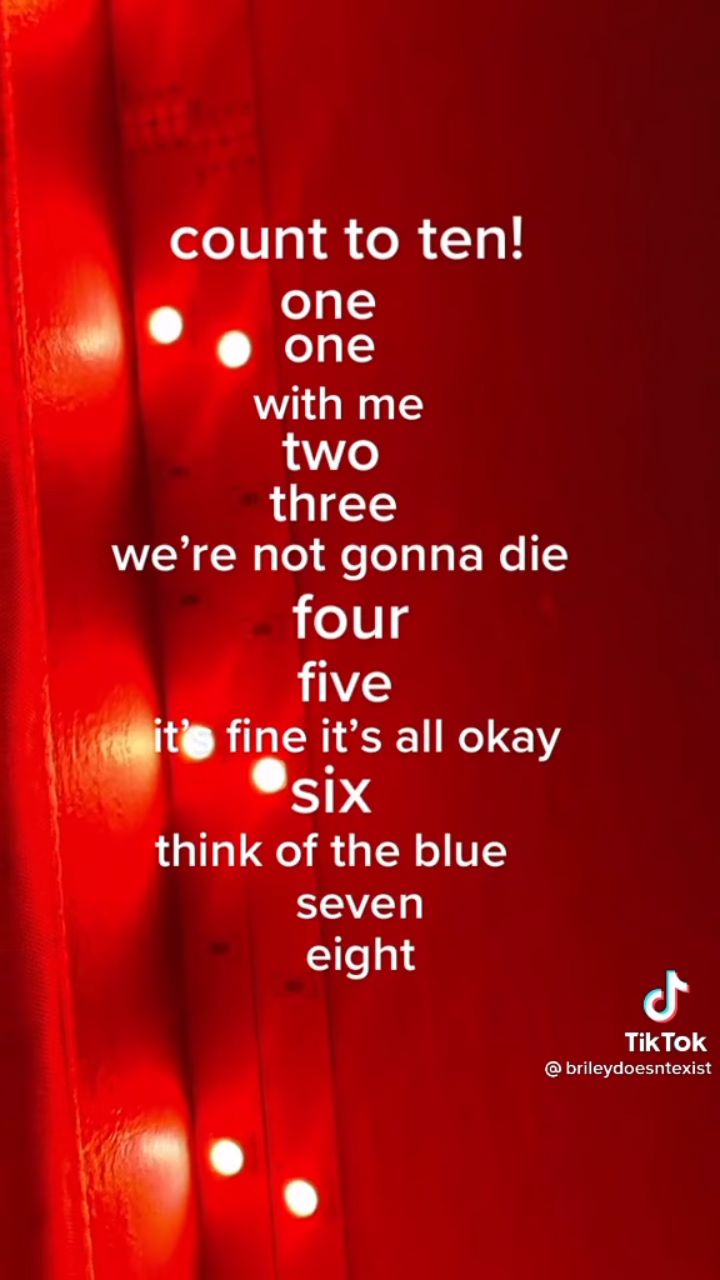 count to ten!
one
one
with me
two
three
we’re not gonna die
four
five
it’s fine it’s all okay
six
think of the blue
seven
eight
TikTok
@brileydoesntexist